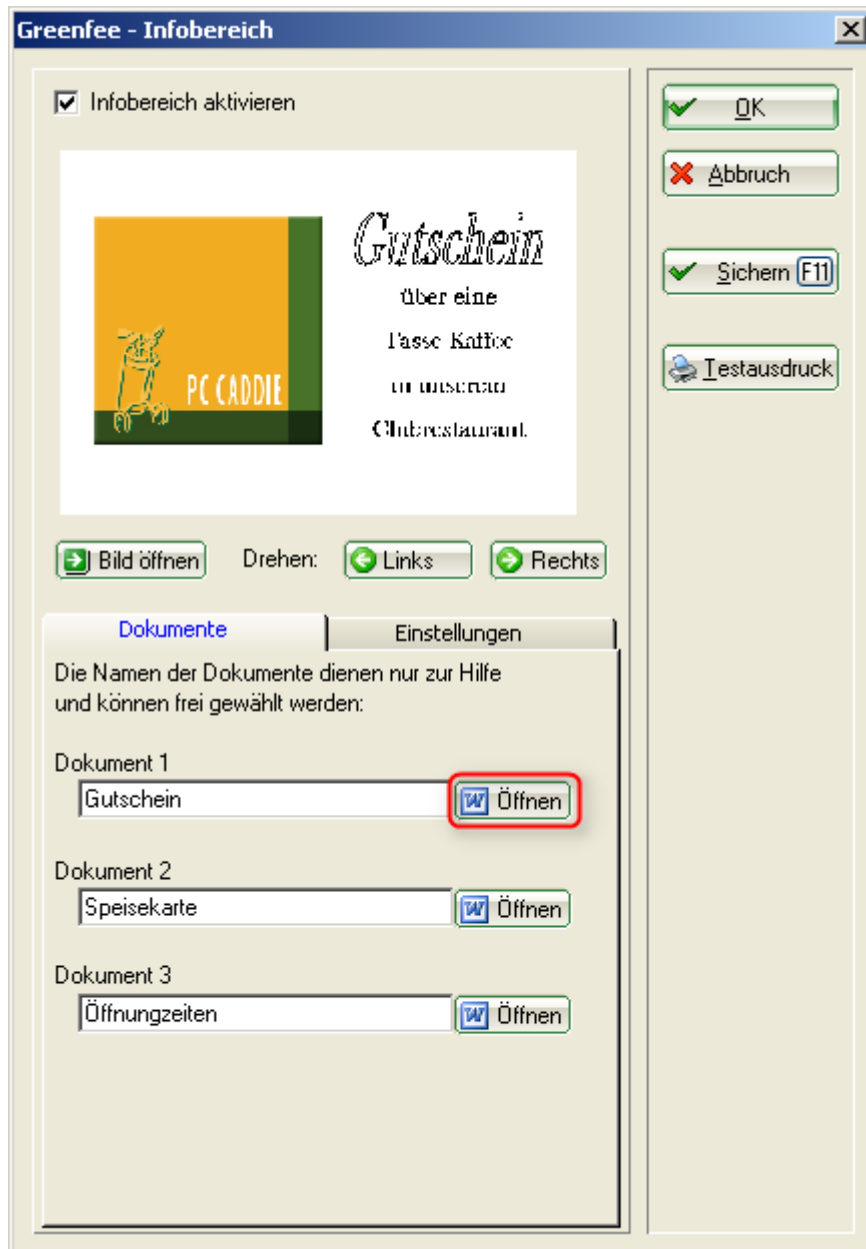 Greenfee - Infobereich
Infobereich aktivieren
Gutschein
über eine
Tasse Kaffee
in unserem
Clubrestaurant.
PC CADDIE
Bild öffnen
Drehen:
Links
Rechts
Dokumente
Einstellungen
Die Namen der Dokumente dienen nur zur Hilfe
und können frei gewählt werden:
Dokument 1
Gutschein
Öffnen
Dokument 2
Speisekarte
Öffnen
Dokument 3
Öffnungzeiten
Öffnen
OK
Abbruch
Sichern F11
Testausdruck